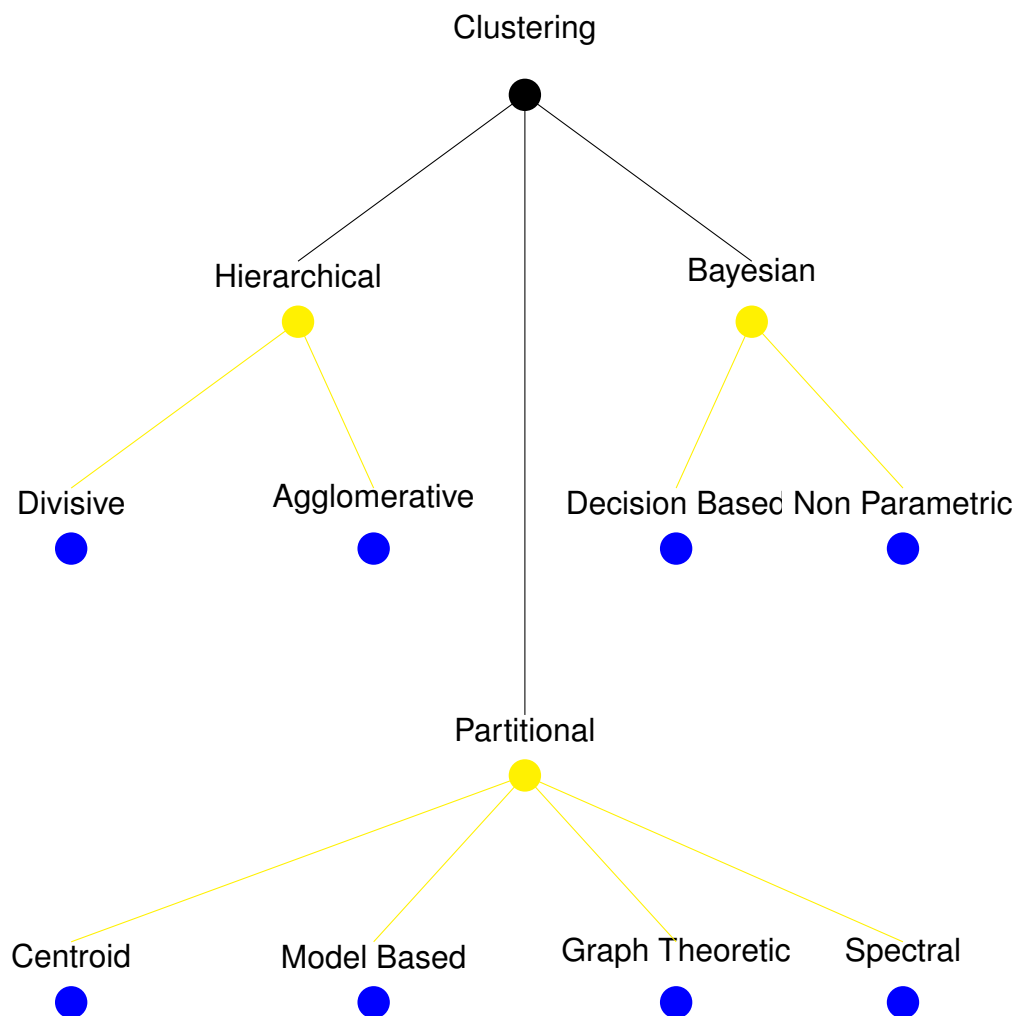 Clustering
Hierarchical
Bayesian
Divisive
Agglomerative
Decision Based
Non Parametric
Partitional
Centroid
Model Based
Graph Theoretic
Spectral